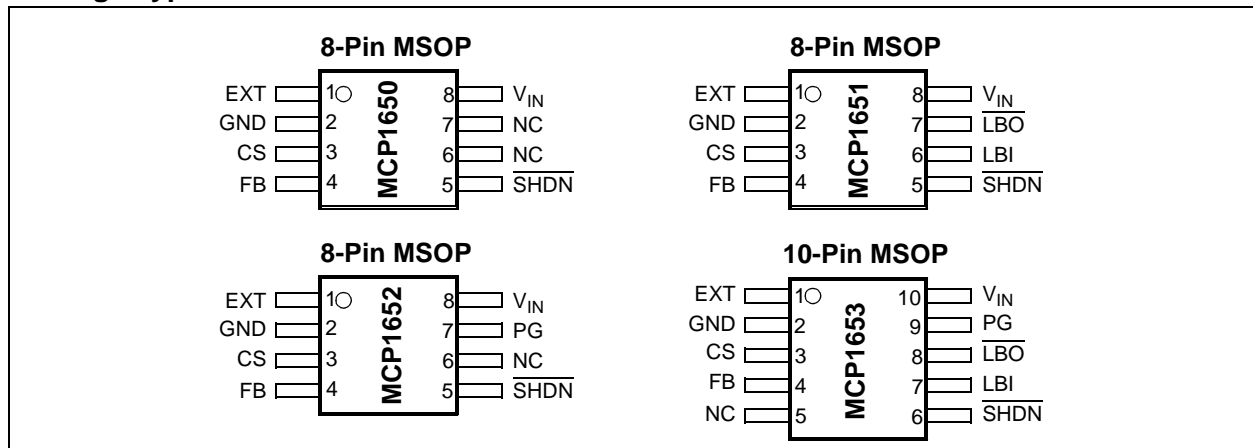 8-Pin MSOP
EXT 1 8 VIN
GND 2 7 NC
CS 3 6 NC
FB 4 5 SHDN
MCP1650
8-Pin MSOP
EXT 1 8 VIN
GND 2 7 LBO
CS 3 6 LBI
FB 4 5 SHDN
MCP1651
8-Pin MSOP
EXT 1 8 VIN
GND 2 7 PG
CS 3 6 NC
FB 4 5 SHDN
MCP1652
10-Pin MSOP
EXT 1 10 VIN
GND 2 9 PG
CS 3 8 LBO
FB 4 7 LBI
NC 5 6 SHDN
MCP1653